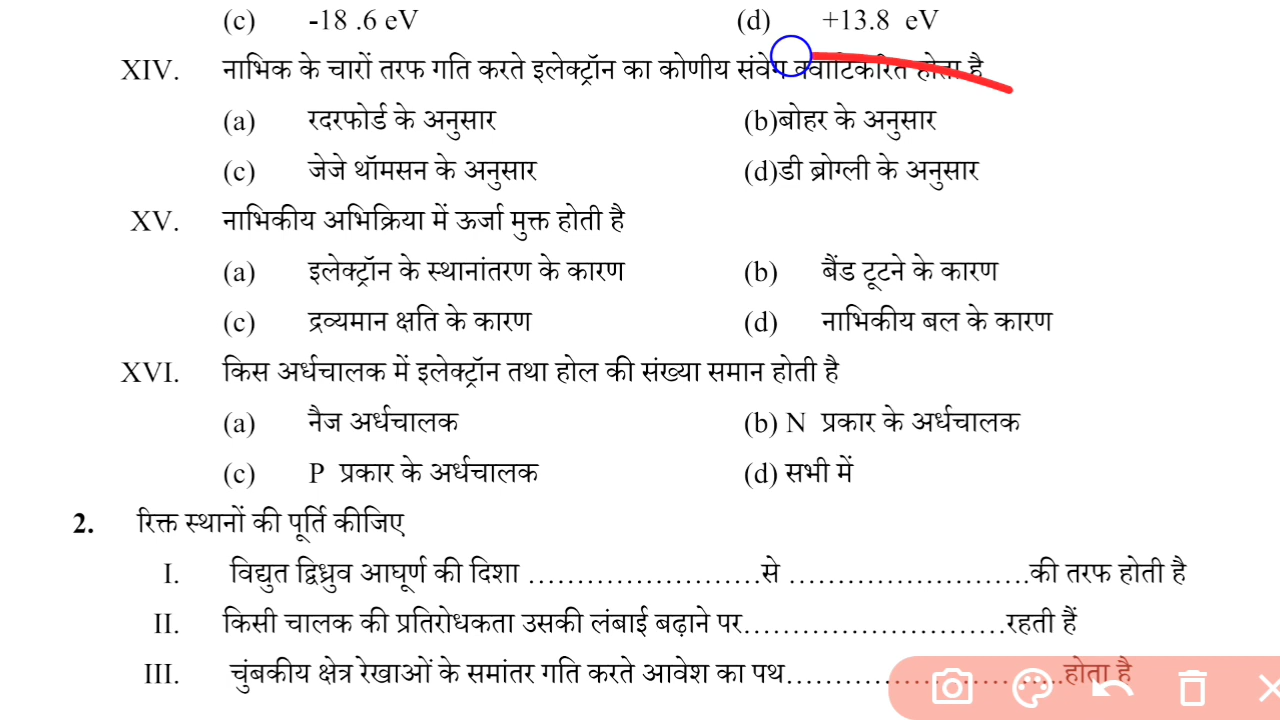 (c) -18 .6 eV (d) +13.8 eV
XIV. नाभिक के चारों तरफ गति करते इलेक्ट्रॉन का कोणीय संवेग क्वांटिकरित होता है
(a) रदरफोर्ड के अनुसार (b)बोहर के अनुसार
(c) जेजे थॉमसन के अनुसार (d)डी ब्रोग्ली के अनुसार
XV. नाभिकीय अभिक्रिया में ऊर्जा मुक्त होती है
(a) इलेक्ट्रॉन के स्थानांतरण के कारण (b) बैंड टूटने के कारण
(c) द्रव्यमान क्षति के कारण (d) नाभिकीय बल के कारण
XVI. किस अर्धचालक में इलेक्ट्रॉन तथा होल की संख्या समान होती है
(a) नैज अर्धचालक (b) N प्रकार के अर्धचालक
(c) P प्रकार के अर्धचालक (d) सभी में
2. रिक्त स्थानों की पूर्ति कीजिए
I. विद्युत द्विध्रुव आघूर्ण की दिशा ........................से .........................की तरफ होती है
II. किसी चालक की प्रतिरोधकता उसकी लंबाई बढ़ाने पर...........................रहती हैं
III. चुंबकीय क्षेत्र रेखाओं के समांतर गति करते आवेश का पथ............................होता है